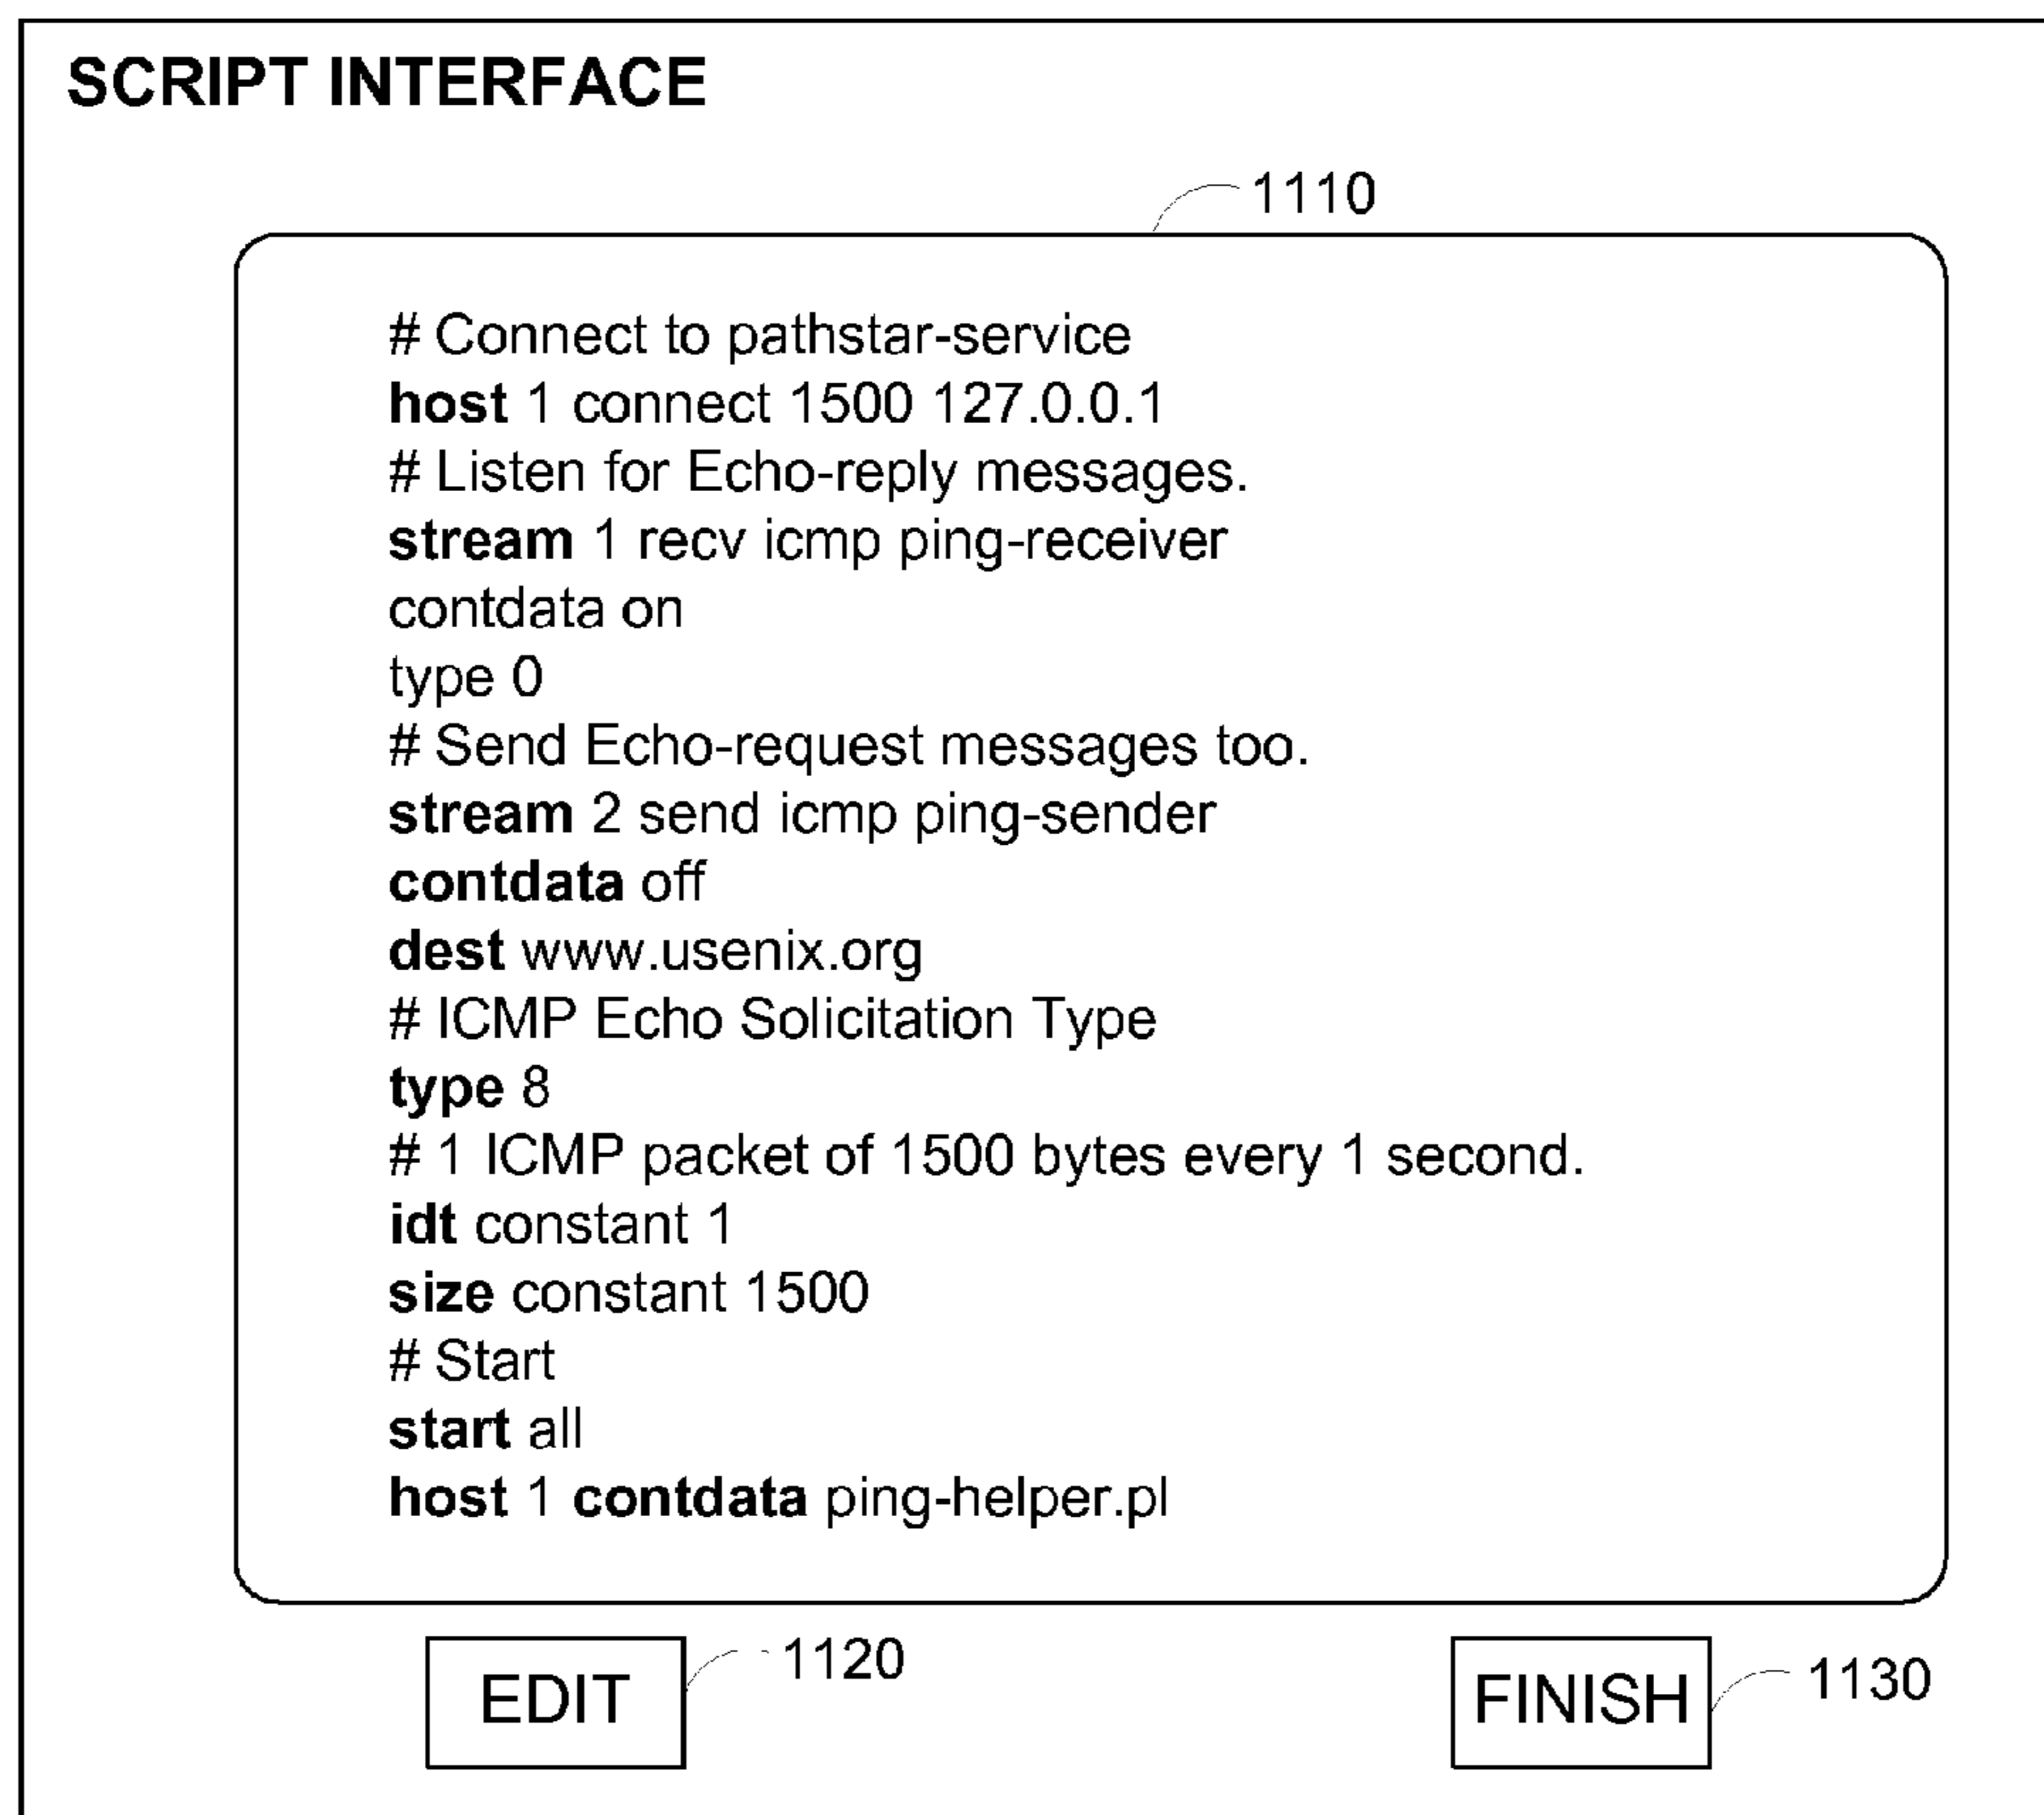 SCRIPT INTERFACE
1110
# Connect to pathstar-service
host 1 connect 1500 127.0.0.1
# Listen for Echo-reply messages.
stream 1 recv icmp ping-receiver
contdata on
type 0
# Send Echo-request messages too.
stream 2 send icmp ping-sender
contdata off
dest www.usenix.org
# ICMP Echo Solicitation Type
type 8
# 1 ICMP packet of 1500 bytes every 1 second.
idt constant 1
size constant 1500
# Start
start all
host 1 contdata ping-helper.pl
EDIT 1120
FINISH 1130